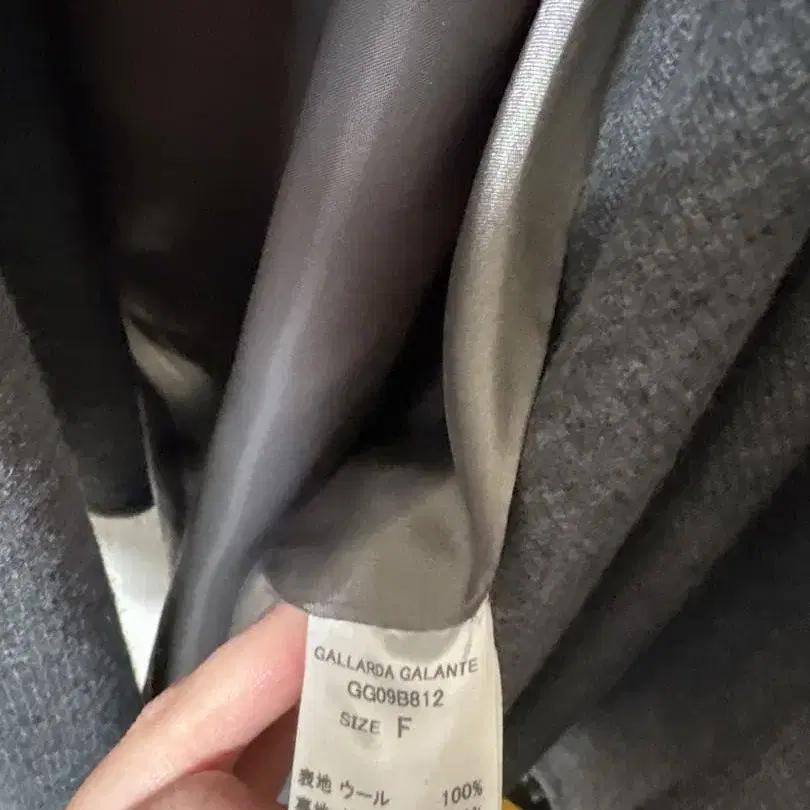 GALLARDA GALANTE
GG09B812
SIZE F
表地 ウール 100%